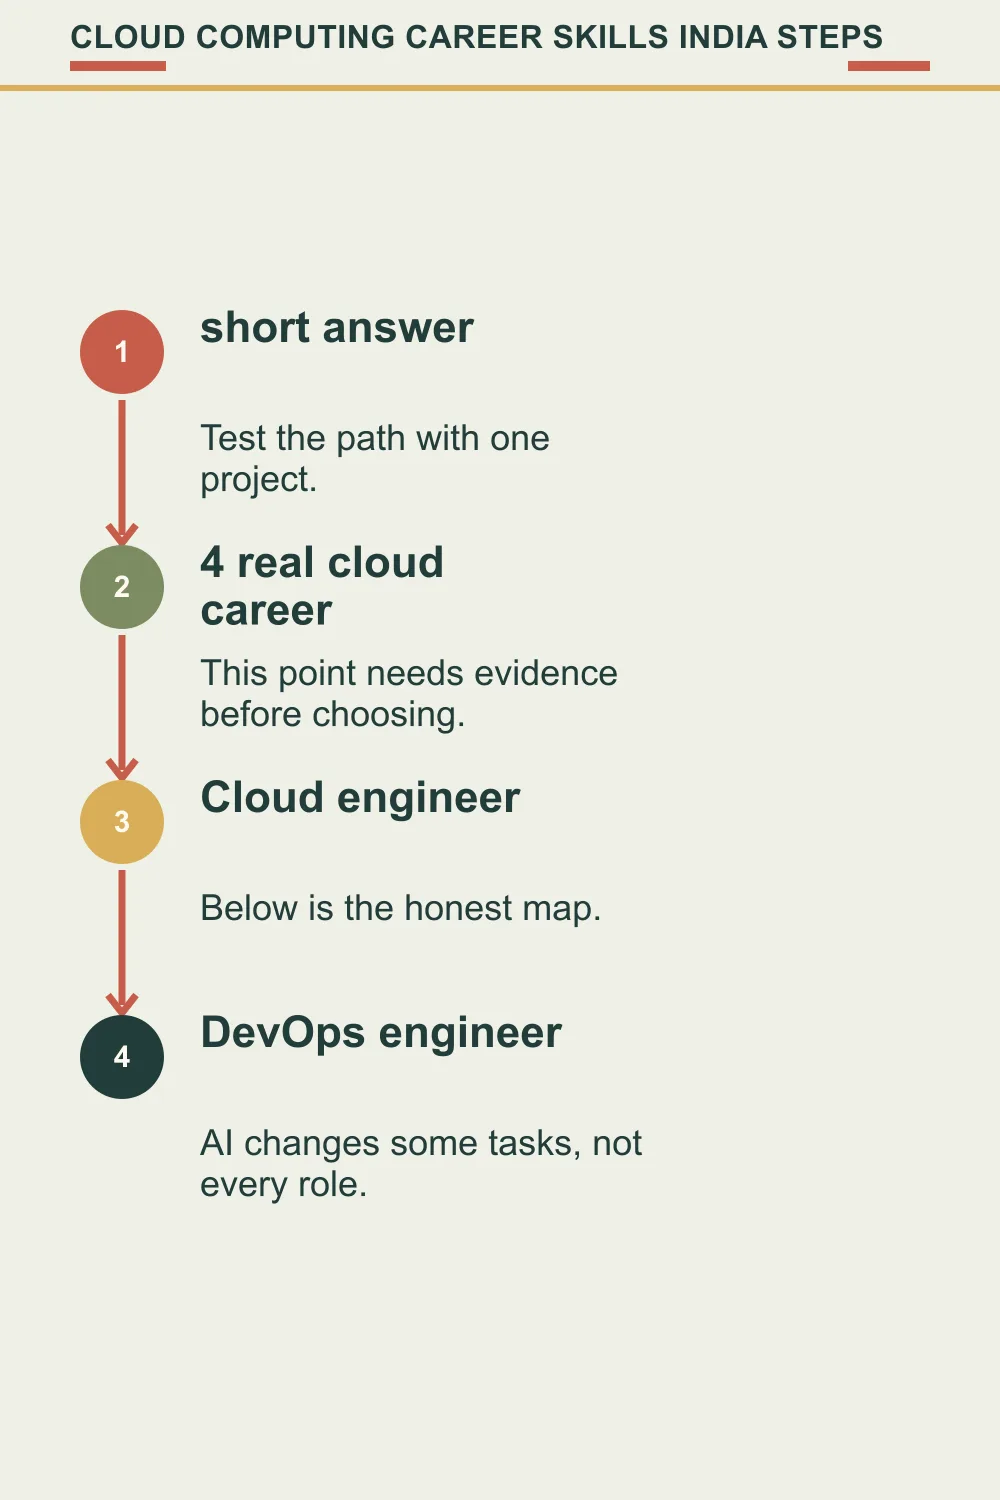 CLOUD COMPUTING CAREER SKILLS INDIA STEPS
1
short answer
Test the path with one
project.
2
4 real cloud
career
This point needs evidence
before choosing.
3
Cloud engineer
Below is the honest map.
4
DevOps engineer
AI changes some tasks, not
every role.